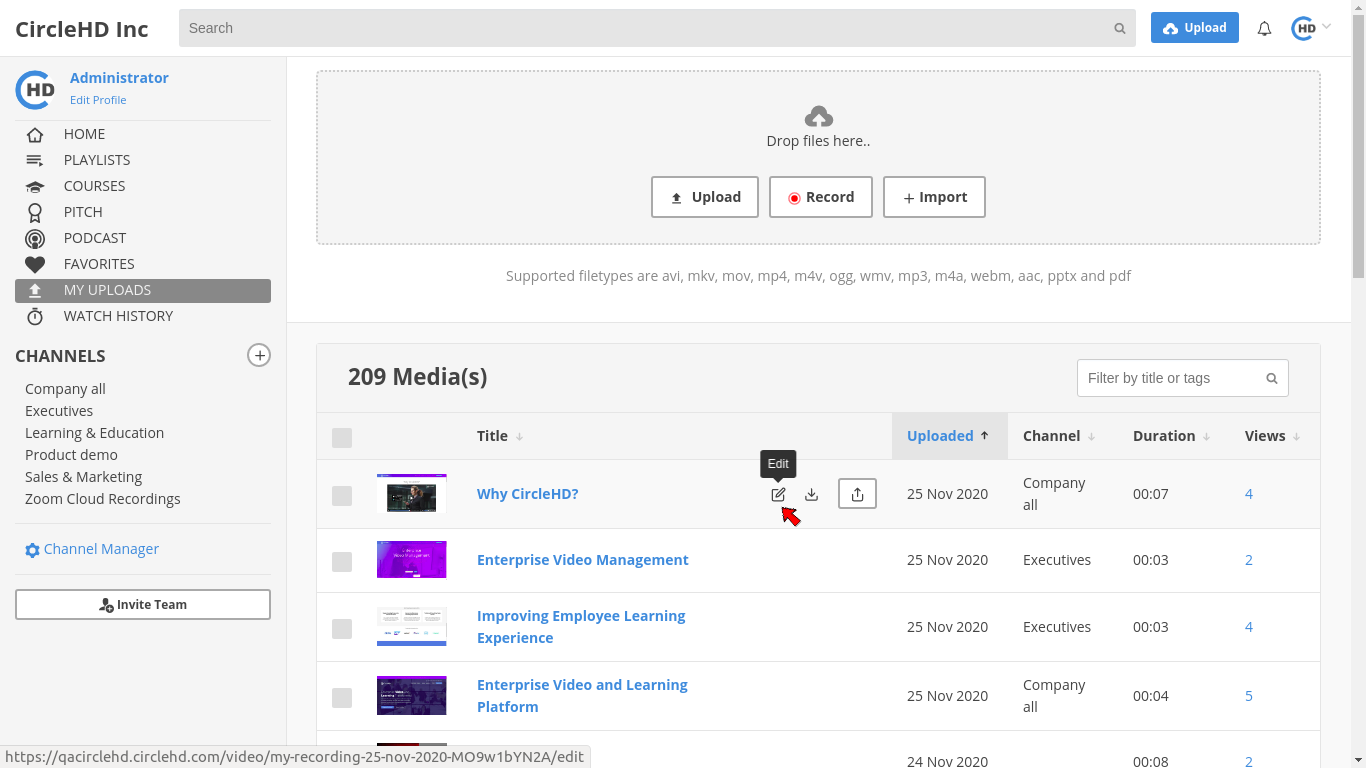 CircleHD Inc
Search
Upload
HD
HD
Administrator
Edit Profile
HOME
PLAYLISTS
COURSES
PITCH
PODCAST
FAVORITES
MY UPLOADS
WATCH HISTORY
CHANNELS
Company all
Executives
Learning & Education
Product demo
Sales & Marketing
Zoom Cloud Recordings
Channel Manager
Invite Team
Drop files here..
Upload Record Import
Supported filetypes are avi, mkv, mov, mp4, m4v, ogg, wmv, mp3, m4a, webm, aac, pptx and pdf
209 Media(s)
Filter by title or tags
Title Uploaded Channel Duration Views
Edit
Why CircleHD? 25 Nov 2020 Company all 00:07 4
Enterprise Video Management 25 Nov 2020 Executives 00:03 2
Improving Employee Learning
Experience
25 Nov 2020 Executives 00:03 4
Enterprise Video and Learning
Platform
25 Nov 2020 Company all 00:04 5
24 Nov 2020 00:08 2
https://qacirclehd.circlehd.com/video/my-recording-25-nov-2020-MO9w1bYN2A/edit